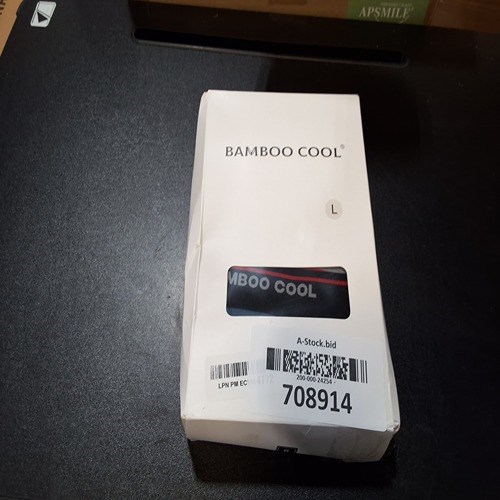 APSMILE
BAMBOO COOL®
L
MBOO COOL
A-Stock.bid
200-000-24254
LPN PM EC
708914